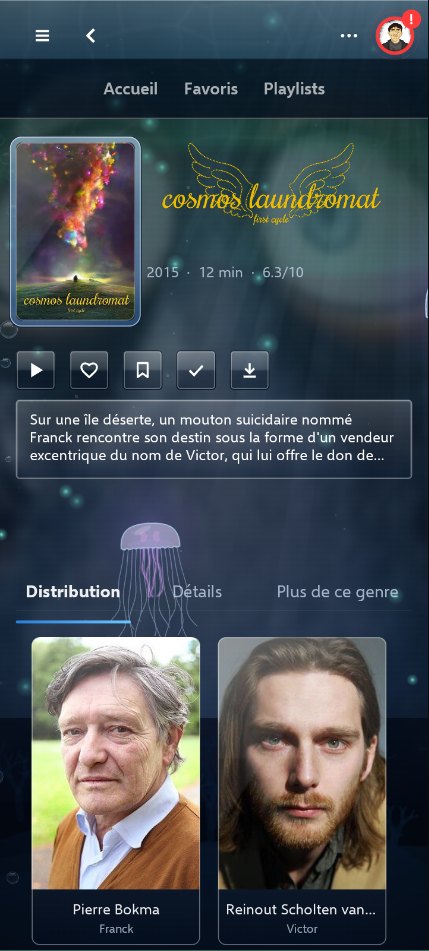 !
Accueil
Favoris
Playlists
cosmos laundromat
first cycle
cosmos laundromat
first cycle
2015 · 12 min · 6.3/10
Sur une île déserte, un mouton suicidaire nommé
Franck rencontre son destin sous la forme d'un vendeur
excentrique du nom de Victor, qui lui offre le don de...
Distribution
Détails
Plus de ce genre
Pierre Bokma
Franck
Reinout Scholten van...
Victor